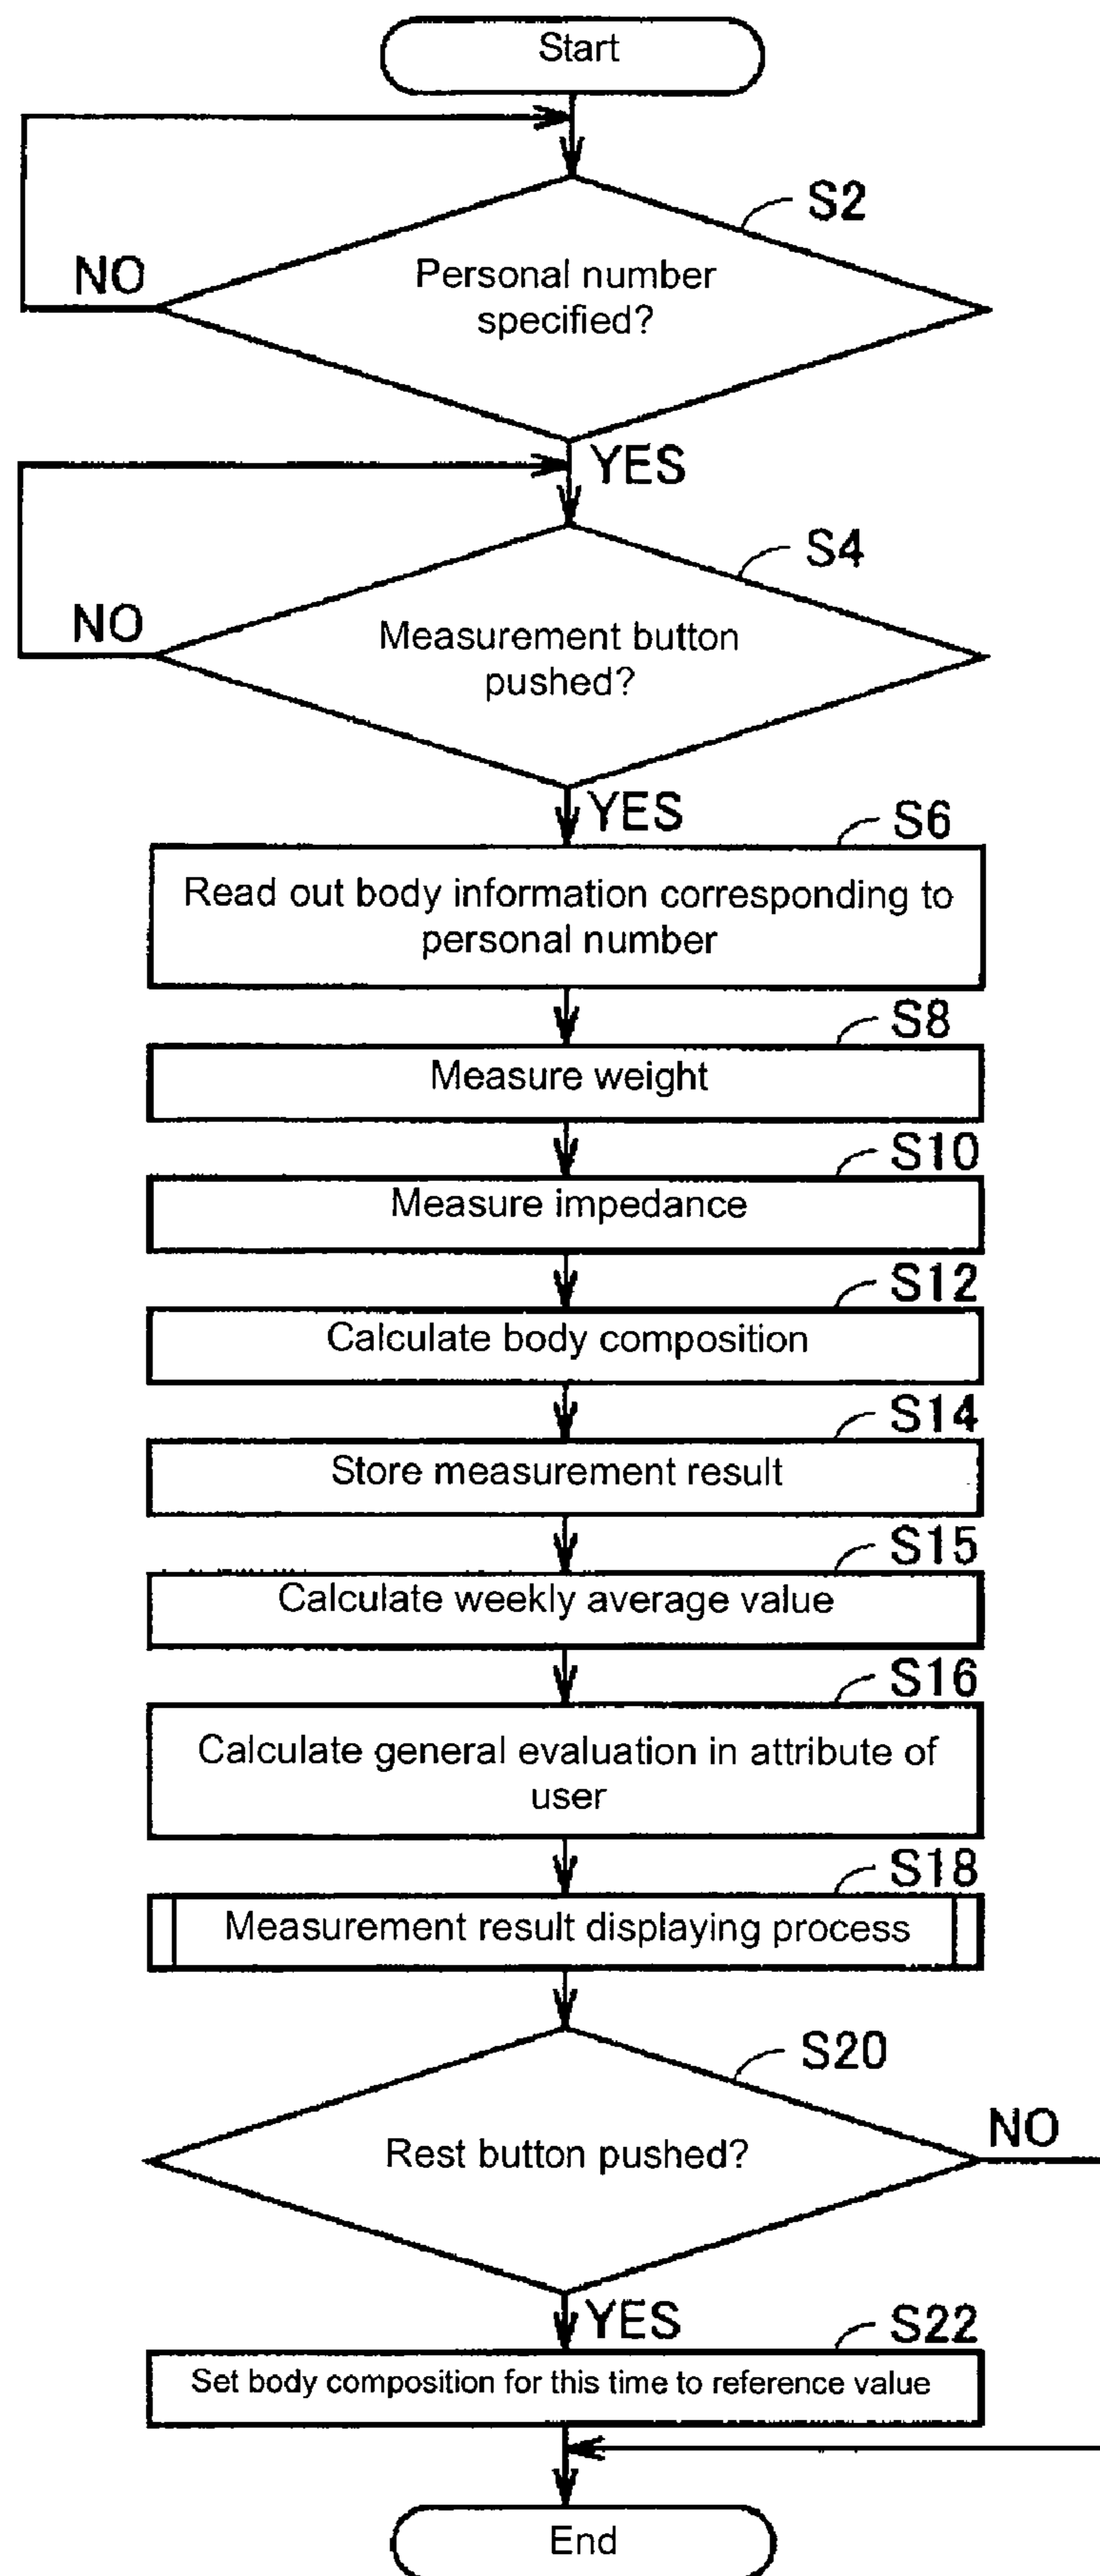 Start
S2
NO
Personal number
specified?
YES
S4
NO
Measurement button
pushed?
YES
S6
Read out body information corresponding to
personal number
S8
Measure weight
S10
Measure impedance
S12
Calculate body composition
S14
Store measurement result
S15
Calculate weekly average value
S16
Calculate general evaluation in attribute of
user
S18
Measurement result displaying process
S20
NO
Rest button pushed?
YES
S22
Set body composition for this time to reference value
End